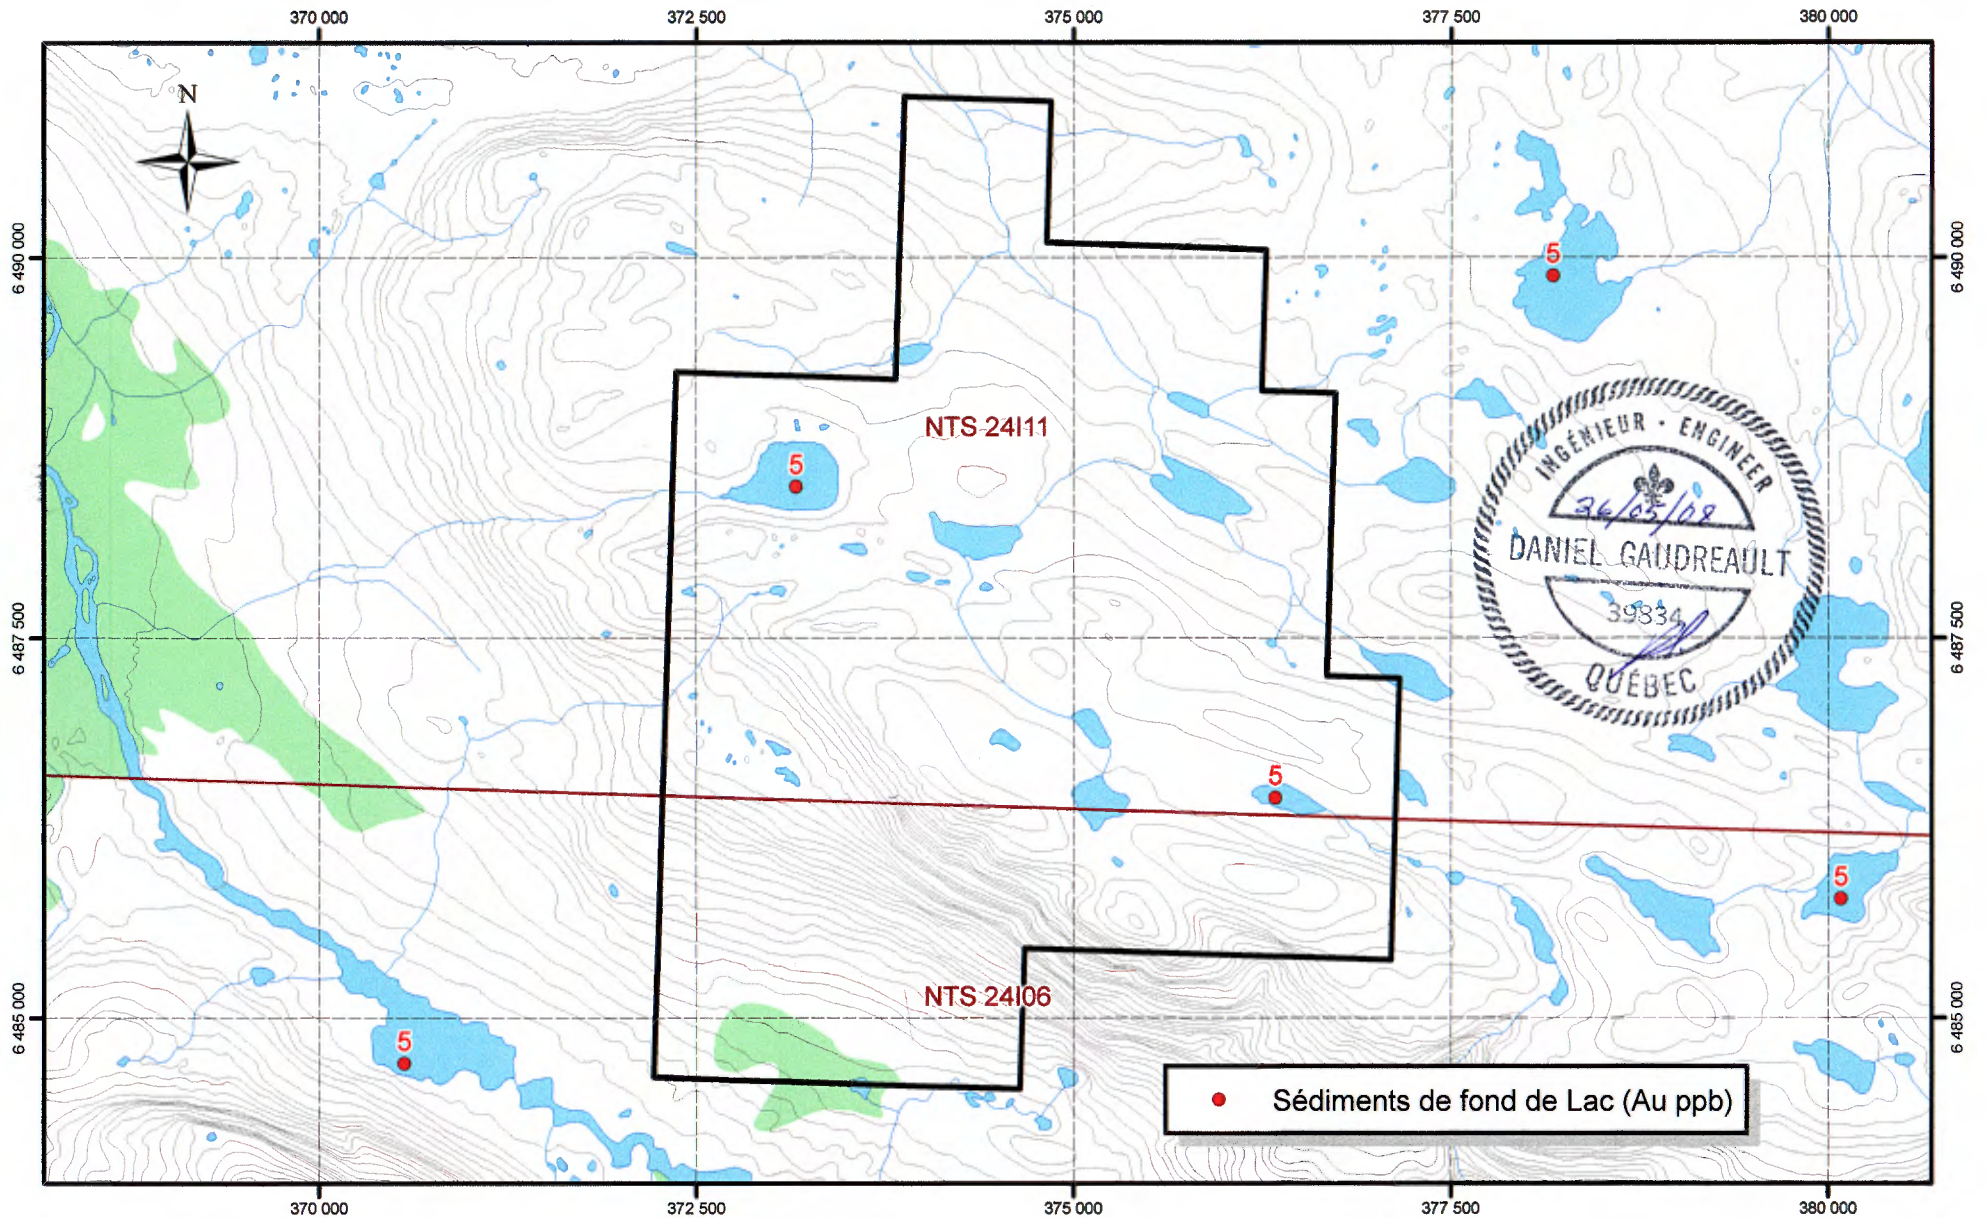 370 000
372 500
375 000
377 500
380 000
N
6 490 000
5
6 490 000
NTS 24I11
5
INGÉNIEUR · ENGINEER
26/05/08
DANIEL GAUDREAULT
39834
QUÉBEC
6 487 500
6 487 500
5
5
NTS 24I06
6 485 000
6 485 000
5
Sédiments de fond de Lac (Au ppb)
370 000
372 500
375 000
377 500
380 000